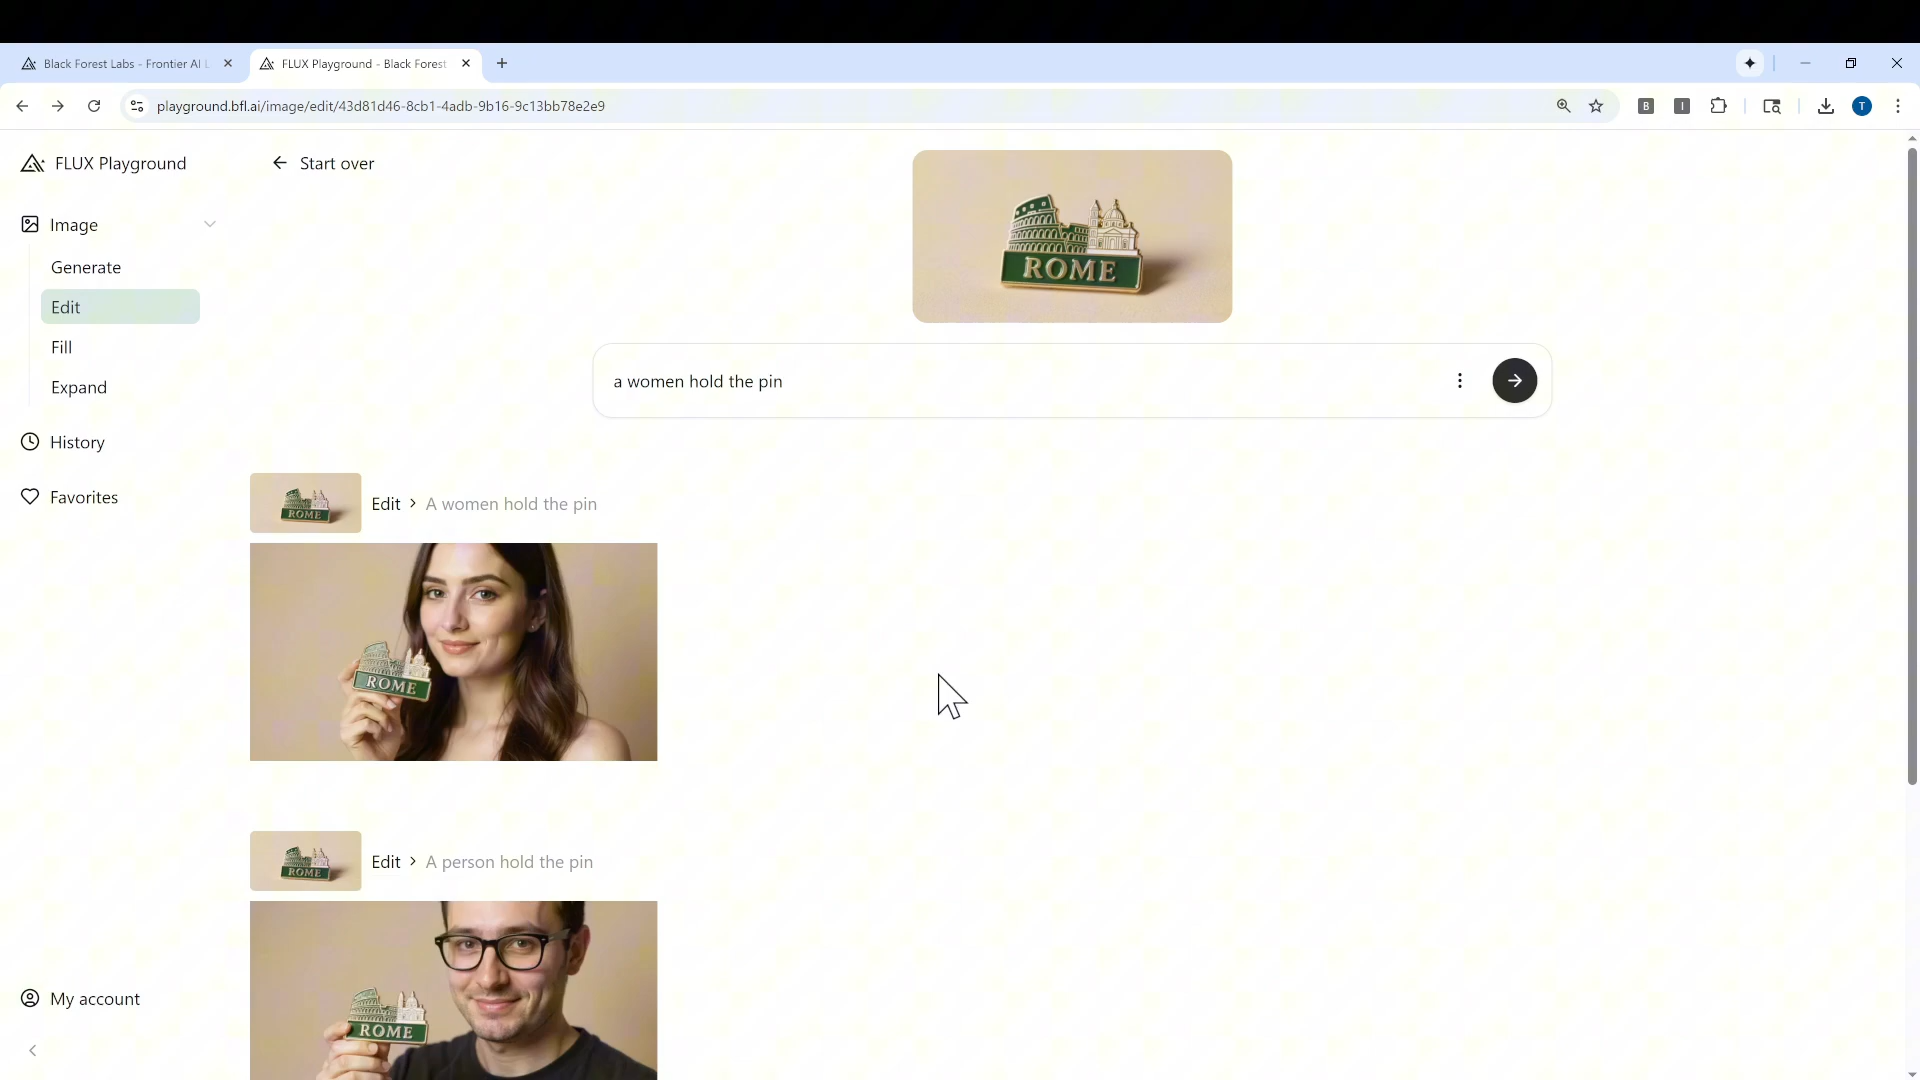 Black Forest Labs - Frontier AI L
FLUX Playground - Black Forest
playground.bfl.ai/image/edit/43d81d46-8cb1-4adb-9b16-9c13bb78e2e9
B
I
T
FLUX Playground
Start over
Image
Generate
Edit
Fill
Expand
History
Favorites
My account
ROME
a women hold the pin
ROME
Edit > A women hold the pin
ROME
ROME
Edit > A person hold the pin
ROME